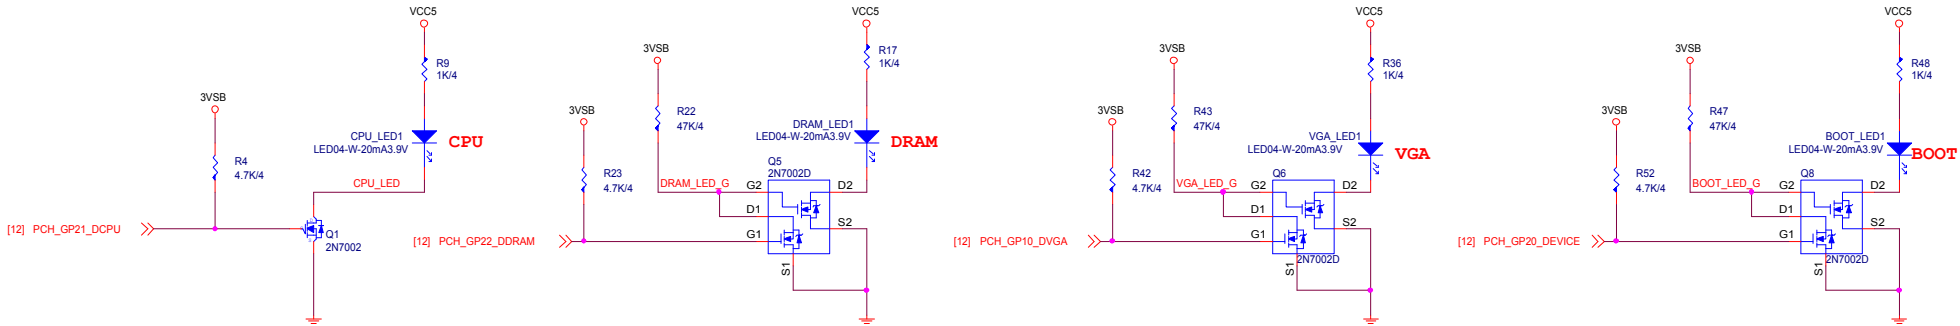 VCC5
R9
1K/4
3VSB
CPU_LED1
LED04-W-20mA3.9V
CPU
R4
4.7K/4
CPU_LED
[12] PCH_GP21_DCPU
Q1
2N7002
VCC5
R17
1K/4
3VSB
R22
47K/4
3VSB
DRAM_LED1
LED04-W-20mA3.9V
DRAM
R23
4.7K/4
Q5
2N7002D
DRAM_LED_G
G2
D2
D1
S2
G1
S1
[12] PCH_GP22_DDRAM
VCC5
R36
1K/4
3VSB
R43
47K/4
3VSB
VGA_LED1
LED04-W-20mA3.9V
VGA
R42
4.7K/4
Q6
VGA_LED_G
G2
D2
D1
S2
G1
S1
2N7002D
[12] PCH_GP10_DVGA
VCC5
R48
1K/4
3VSB
R47
47K/4
3VSB
BOOT_LED1
LED04-W-20mA3.9V
BOOT
R52
4.7K/4
Q8
BOOT_LED_G
G2
D2
D1
S2
G1
S1
2N7002D
[12] PCH_GP20_DEVICE